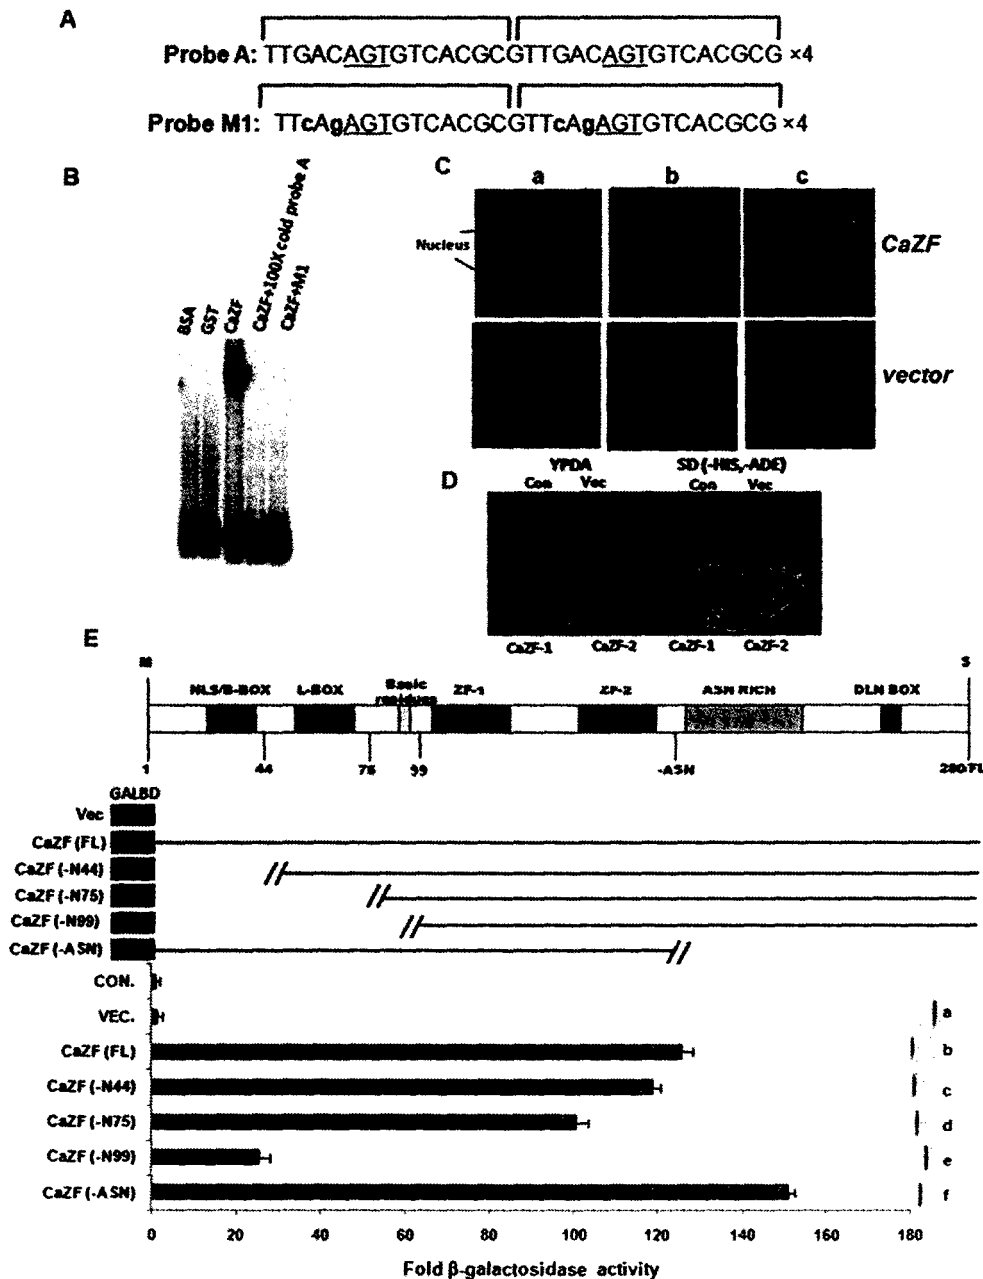 A
Probe A: TTGACAGTGTCACGCGTTGACAGTGTCACGCG ×4
Probe M1: TTcAgAGTGTCACGCGTTcAgAGTGTCACGCG ×4
B
BSA
GST
CaZF
CaZF+100X cold probe A
CaZF+M1
C
a b c
Nucleus
CaZF
vector
D
YPDA SD (-HIS,-ADE)
Con Vec Con Vec
CaZF-1 CaZF-2 CaZF-1 CaZF-2
E
M S
NLS/B-BOX L-BOX Basic residues ZF-1 ZF-2 ASN RICH DLN BOX
1 44 75 99 -ASN 280/FL
GALBD
Vec
CaZF (FL)
CaZF (-N44)
CaZF (-N75)
CaZF (-N99)
CaZF (-ASN)
CON.
VEC. a
CaZF (FL) b
CaZF (-N44) c
CaZF (-N75) d
CaZF (-N99) e
CaZF (-ASN) f
0 20 40 60 80 100 120 140 160 180
Fold β-galactosidase activity